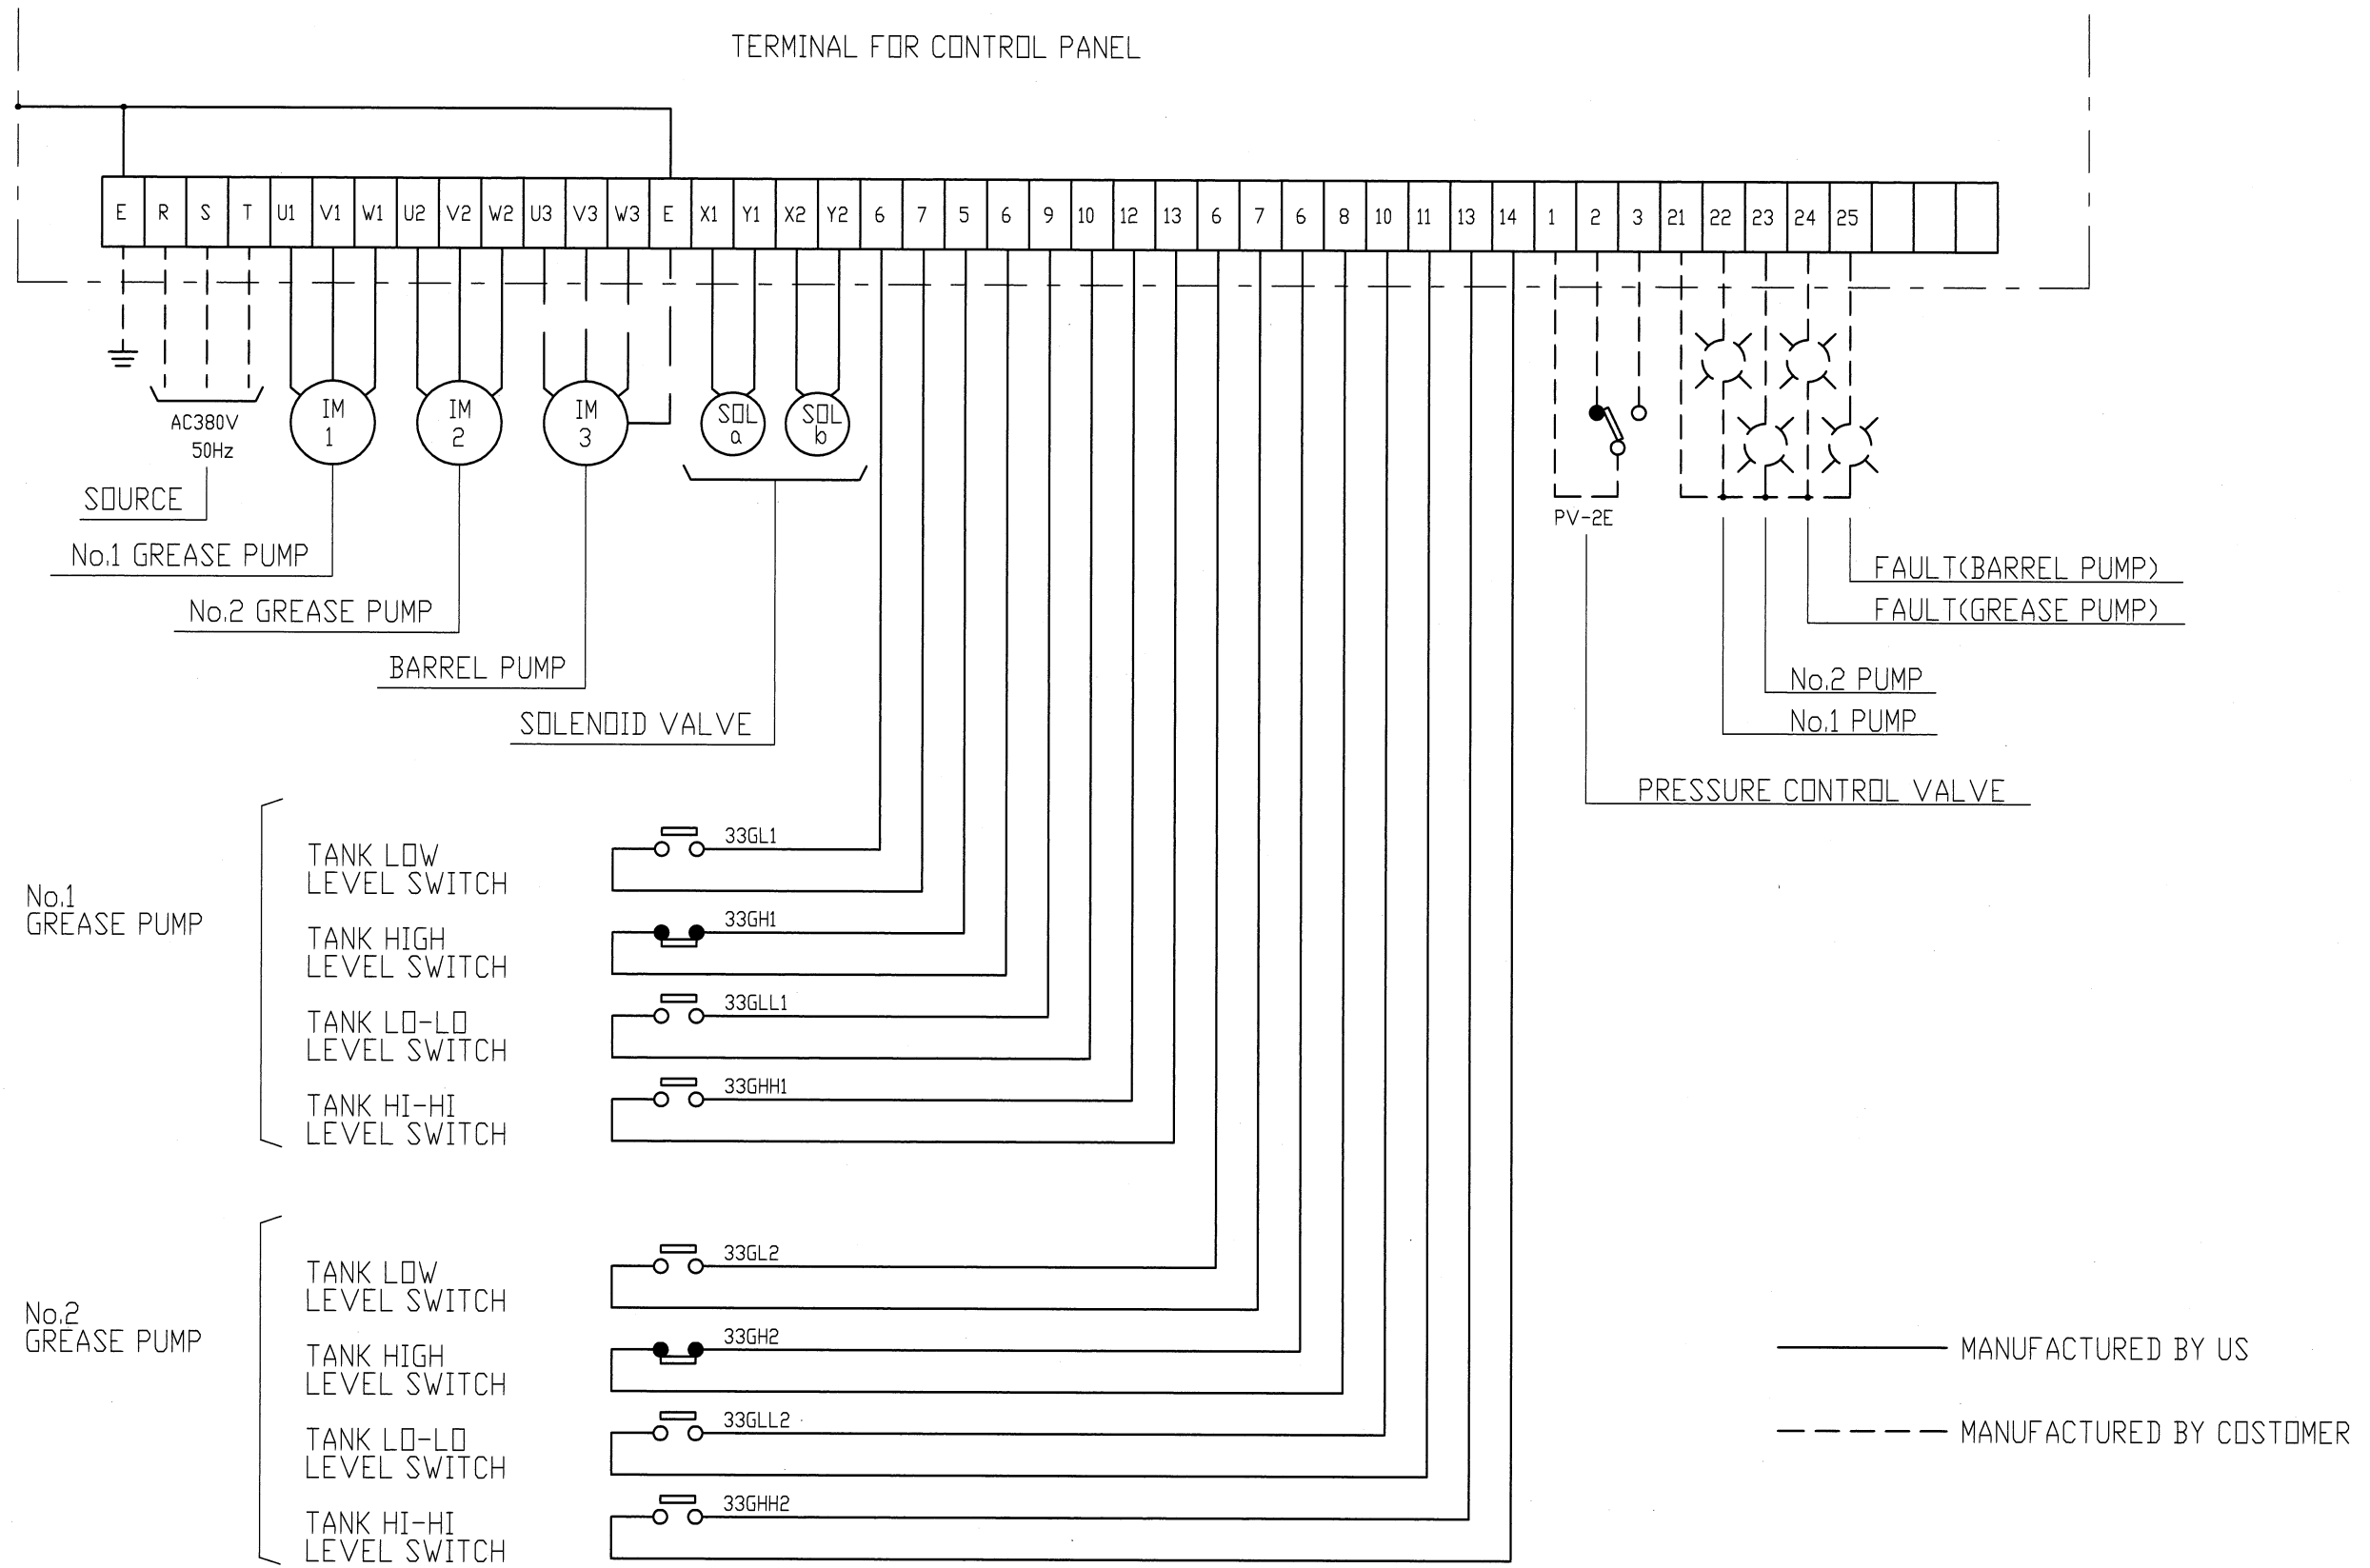 TERMINAL FOR CONTROL PANEL
E R S T U1 V1 W1 U2 V2 W2 U3 V3 W3 E X1 Y1 X2 Y2 6 7 5 6 9 10 12 13 6 7 6 8 10 11 13 14 1 2 3 21 22 23 24 25
AC380V
50Hz
SOURCE
IM
1
IM
2
IM
3
SOL
a
SOL
b
No.1 GREASE PUMP
No.2 GREASE PUMP
BARREL PUMP
SOLENOID VALVE
PV-2E
FAULT(BARREL PUMP)
FAULT(GREASE PUMP)
No.2 PUMP
No.1 PUMP
PRESSURE CONTROL VALVE
No.1
GREASE PUMP
TANK LOW
LEVEL SWITCH
33GL1
TANK HIGH
LEVEL SWITCH
33GH1
TANK LO-LO
LEVEL SWITCH
33GLL1
TANK HI-HI
LEVEL SWITCH
33GHH1
No.2
GREASE PUMP
TANK LOW
LEVEL SWITCH
33GL2
TANK HIGH
LEVEL SWITCH
33GH2
TANK LO-LO
LEVEL SWITCH
33GLL2
TANK HI-HI
LEVEL SWITCH
33GHH2
MANUFACTURED BY US
MANUFACTURED BY COSTOMER